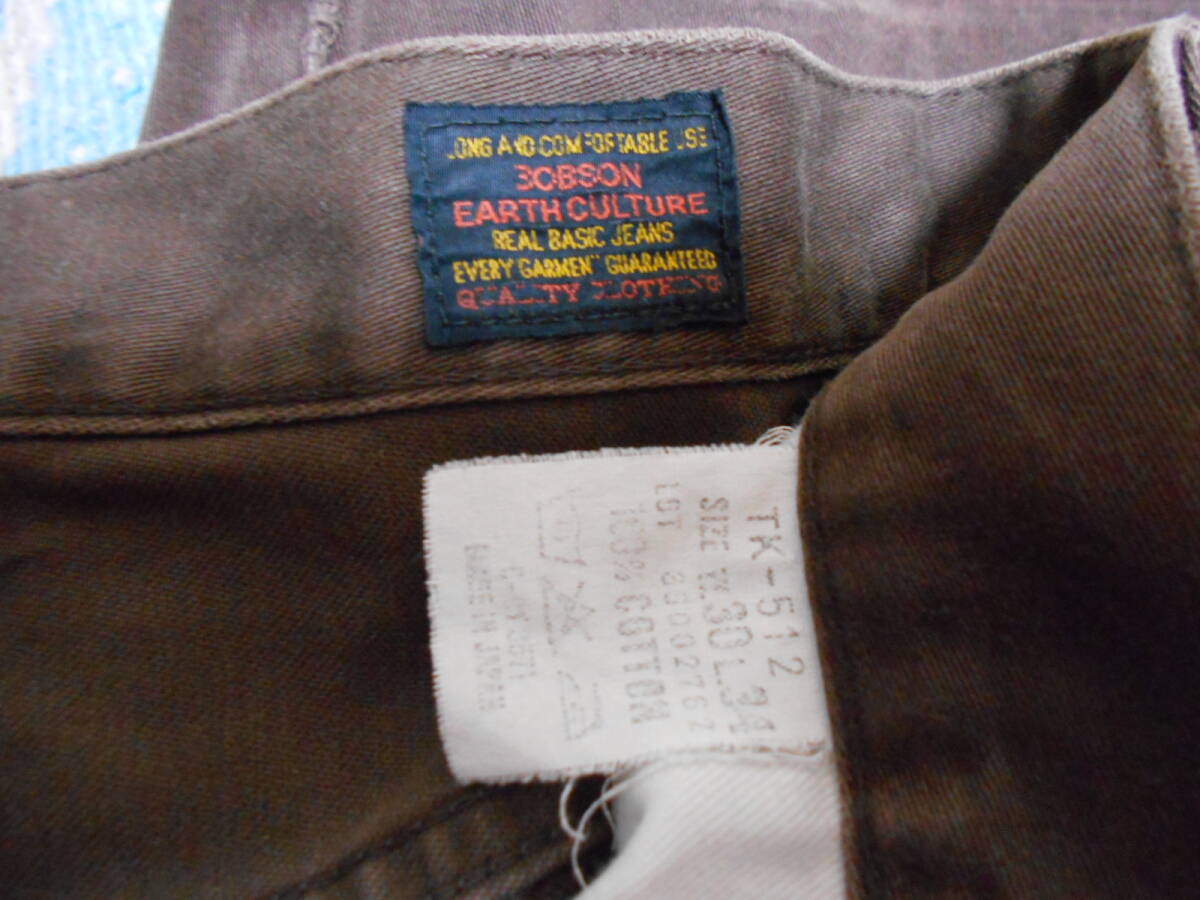 LONG AND COMFORTABLE USE
BOBSON
EARTH CULTURE
REAL BASIC JEANS
EVERY GARMENT GUARANTEED
QUALITY CLOTHING
TK-512
SIZE W.30 L.34
LOT
100% COTTON
MADE IN JAPAN